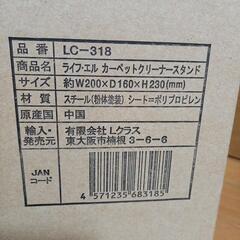 品番 LC-318
品名 ライフ・エル カーペットクリーナースタンド
サイズ 約W200×D160×H230(mm)
材質 スチール(粉体塗装) シート=ポリプロピレン
原産国 中国
輸入・発売元 有限会社Lクラス
東大阪市楠根3-6-6
JANコード
4 571235 683185